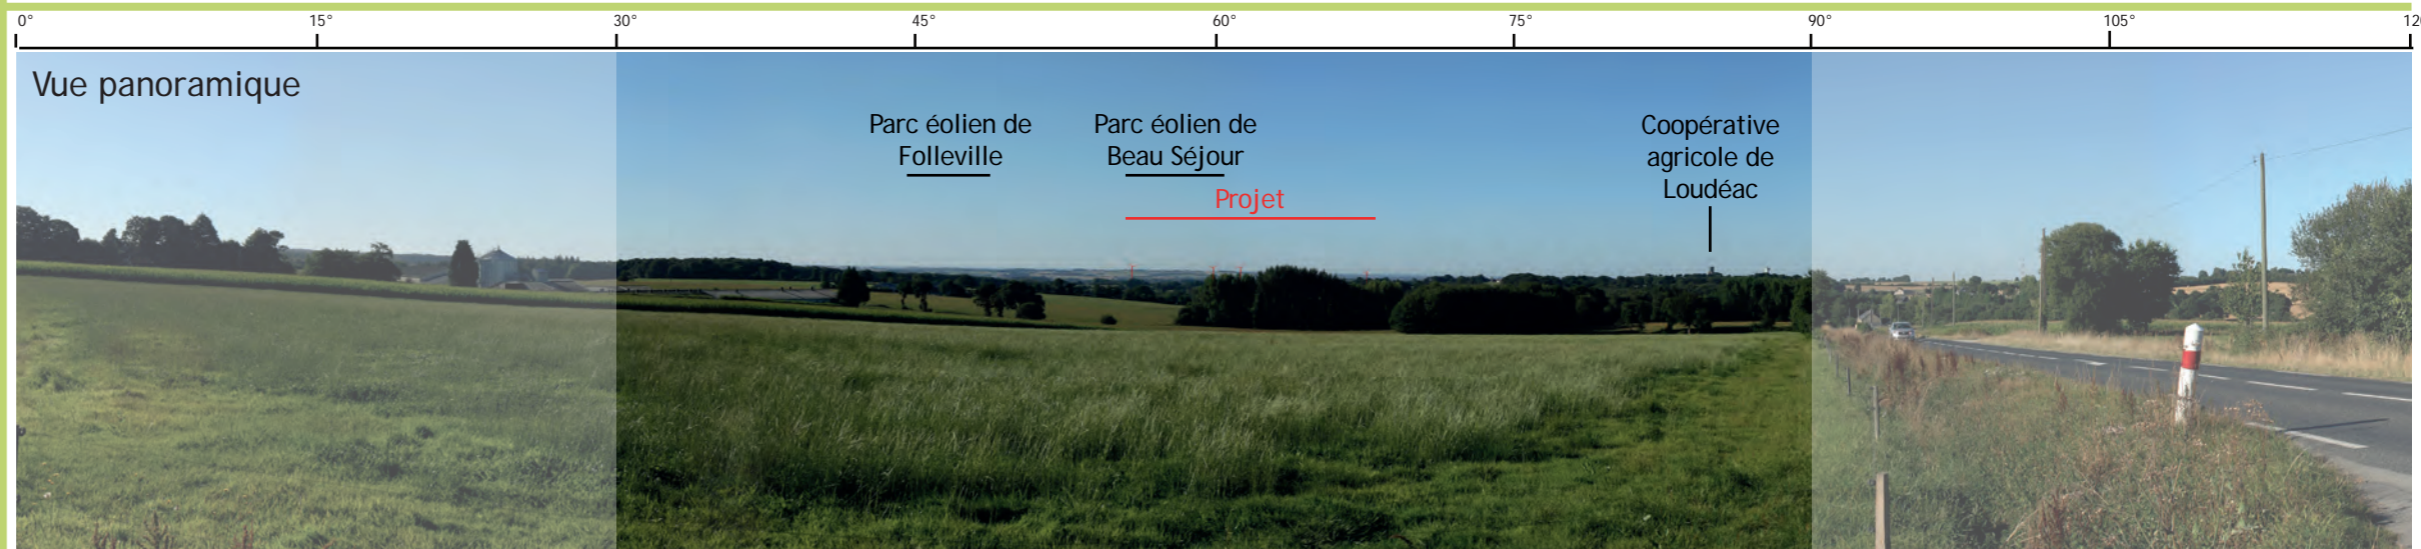 0° 15° 30° 45° 60° 75° 90° 105° 12
Vue panoramique
Parc éolien de
Folleville
Parc éolien de
Beau Séjour
Projet
Coopérative
agricole de
Loudéac